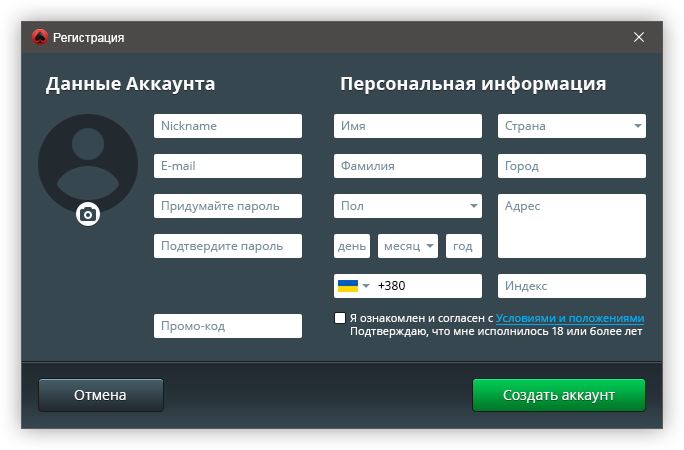 Регистрация
Данные Аккаунта
Персональная информация
Nickname
Имя
Страна
E-mail
Фамилия
Город
Придумайте пароль
Пол
Адрес
Подтвердите пароль
день
месяц
год
+380
Индекс
Промо-код
Я ознакомлен и согласен с Условиями и положениями
Подтверждаю, что мне исполнилось 18 или более лет
Отмена
Создать аккаунт